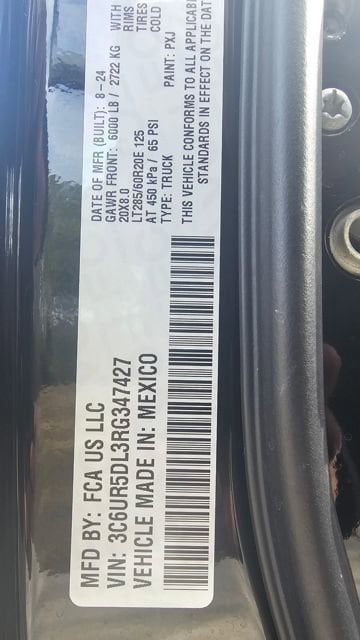 MFD BY: FCA US LLC
VIN: 3C6UR5DL3RG347427
VEHICLE MADE IN: MEXICO
DATE OF MFR (BUILT): 8-24
GAWR FRONT: 6000 LB / 2722 KG WITH
20X8.0 RIMS
LT285/60R20E 125 TIRES
AT 450 kPa / 65 PSI COLD
TYPE: TRUCK PAINT: PXJ
THIS VEHICLE CONFORMS TO ALL APPLICABL
STANDARDS IN EFFECT ON THE DAT